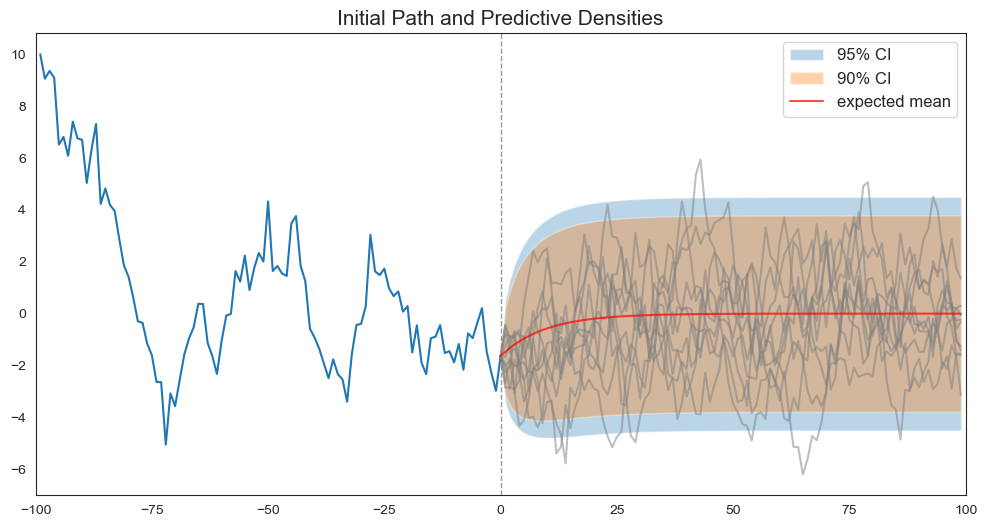 Initial Path and Predictive Densities
95% CI
90% CI
expected mean
10
8
6
4
2
0
−2
−4
−6
−100 −75 −50 −25 0 25 50 75 100